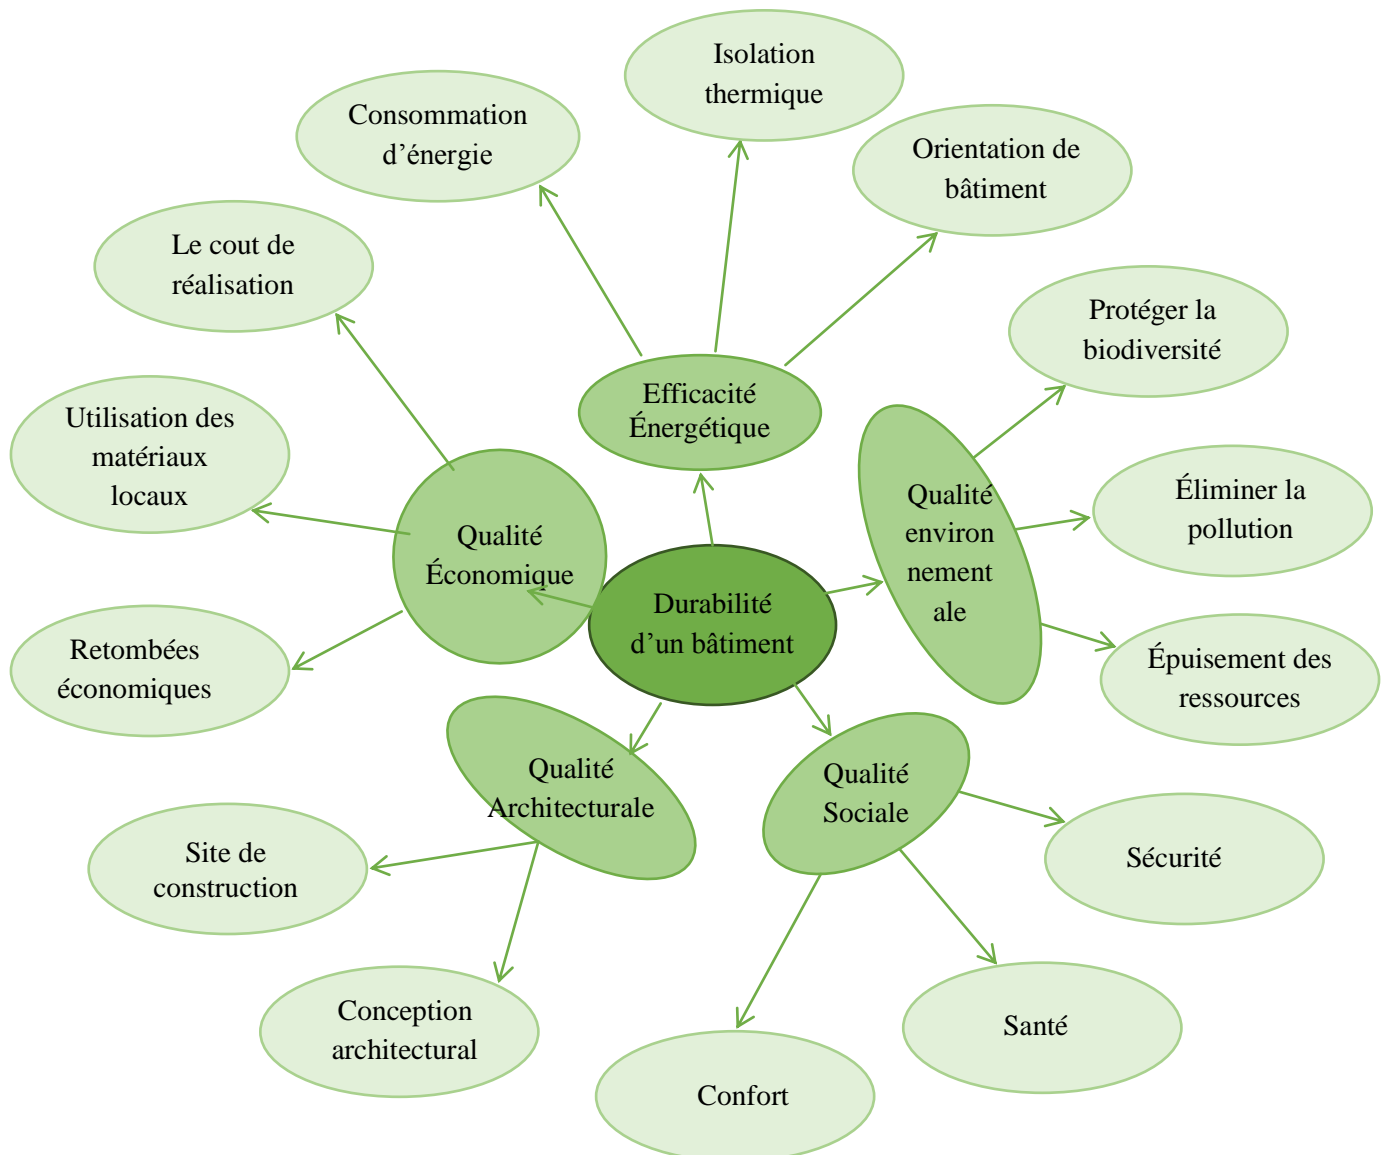 Isolation
thermique
Consommation
d’énergie
Orientation de
bâtiment
Le cout de
réalisation
Protéger la
biodiversité
Efficacité
Énergétique
Utilisation des
matériaux
locaux
Qualité
Économique
Qualité
environ
nement
ale
Éliminer la
pollution
Durabilité
d’un bâtiment
Retombées
économiques
Épuisement des
ressources
Qualité
Architecturale
Qualité
Sociale
Site de
construction
Sécurité
Conception
architectural
Santé
Confort